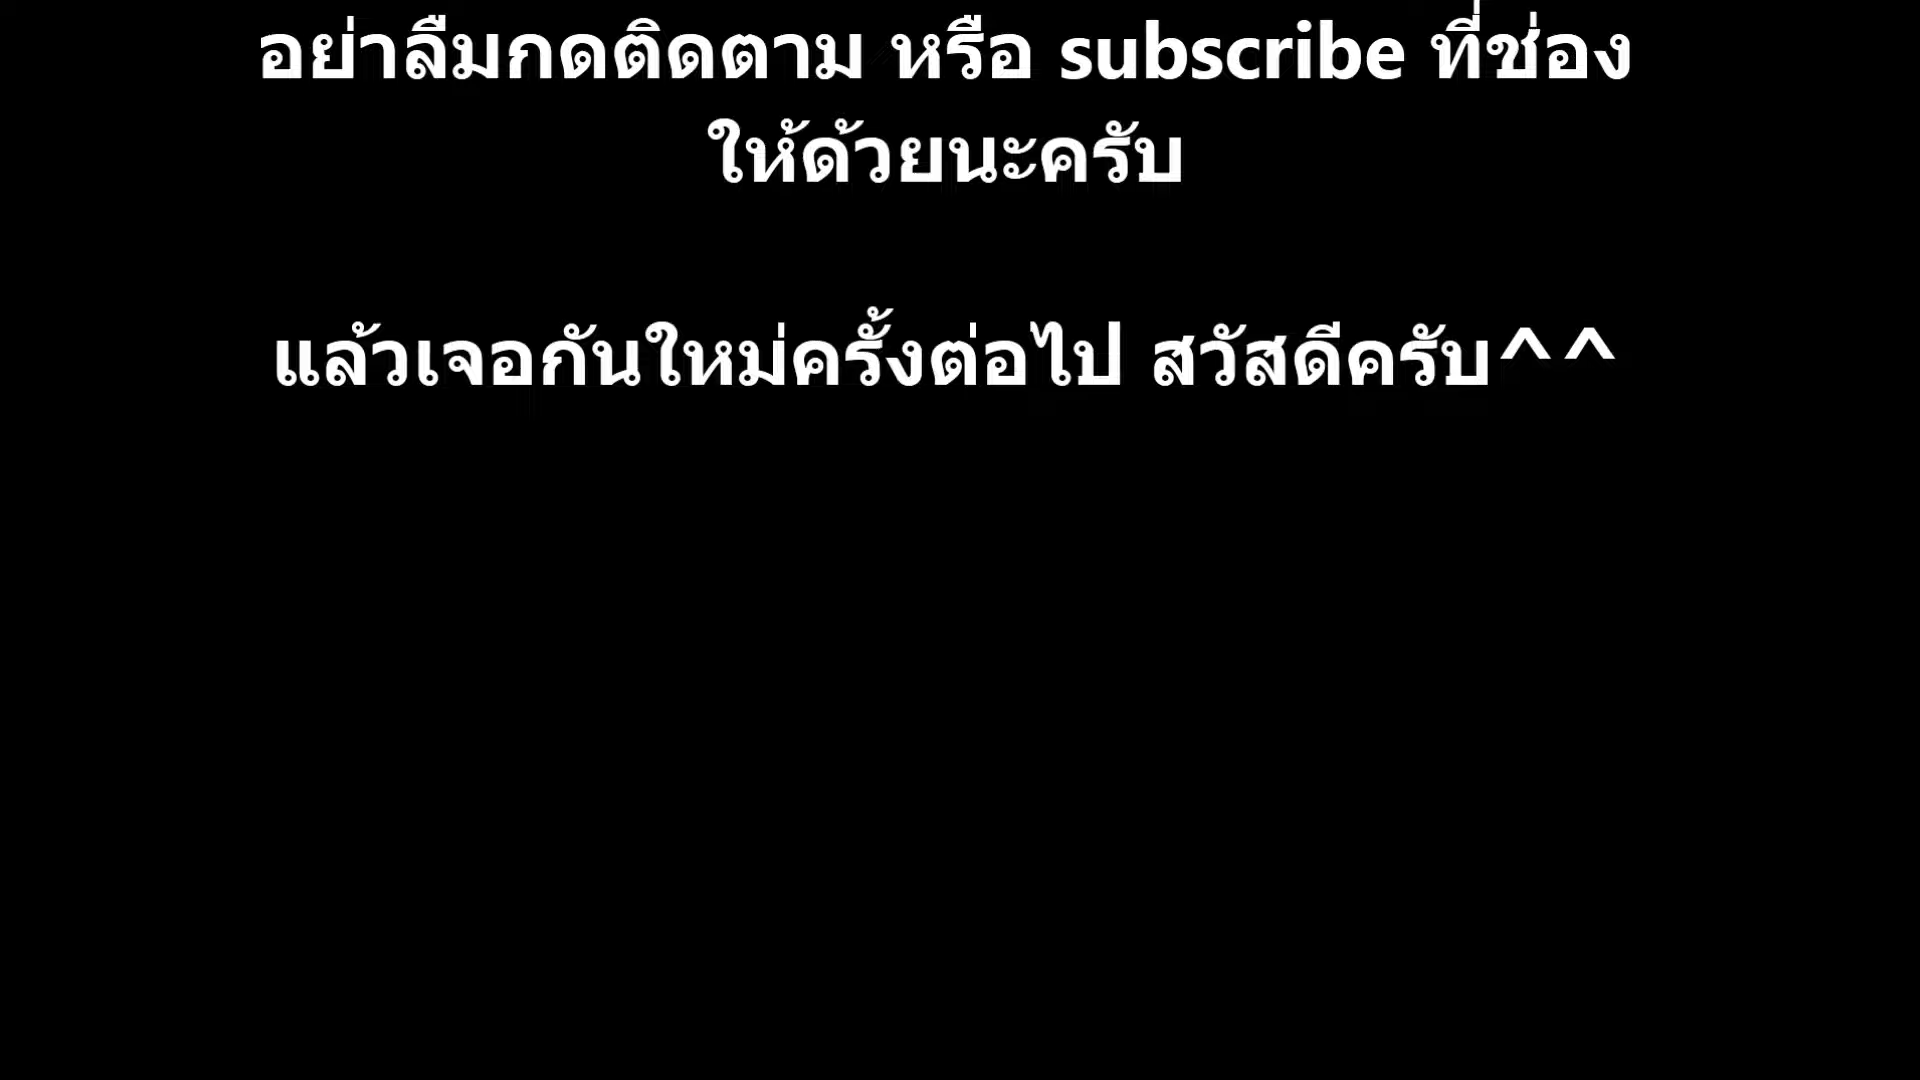 อย่าลืมกดติดตาม หรือ subscribe ที่ช่อง
ให้ด้วยนะครับ
แล้วเจอกันใหม่ครั้งต่อไป สวัสดีครับ^^